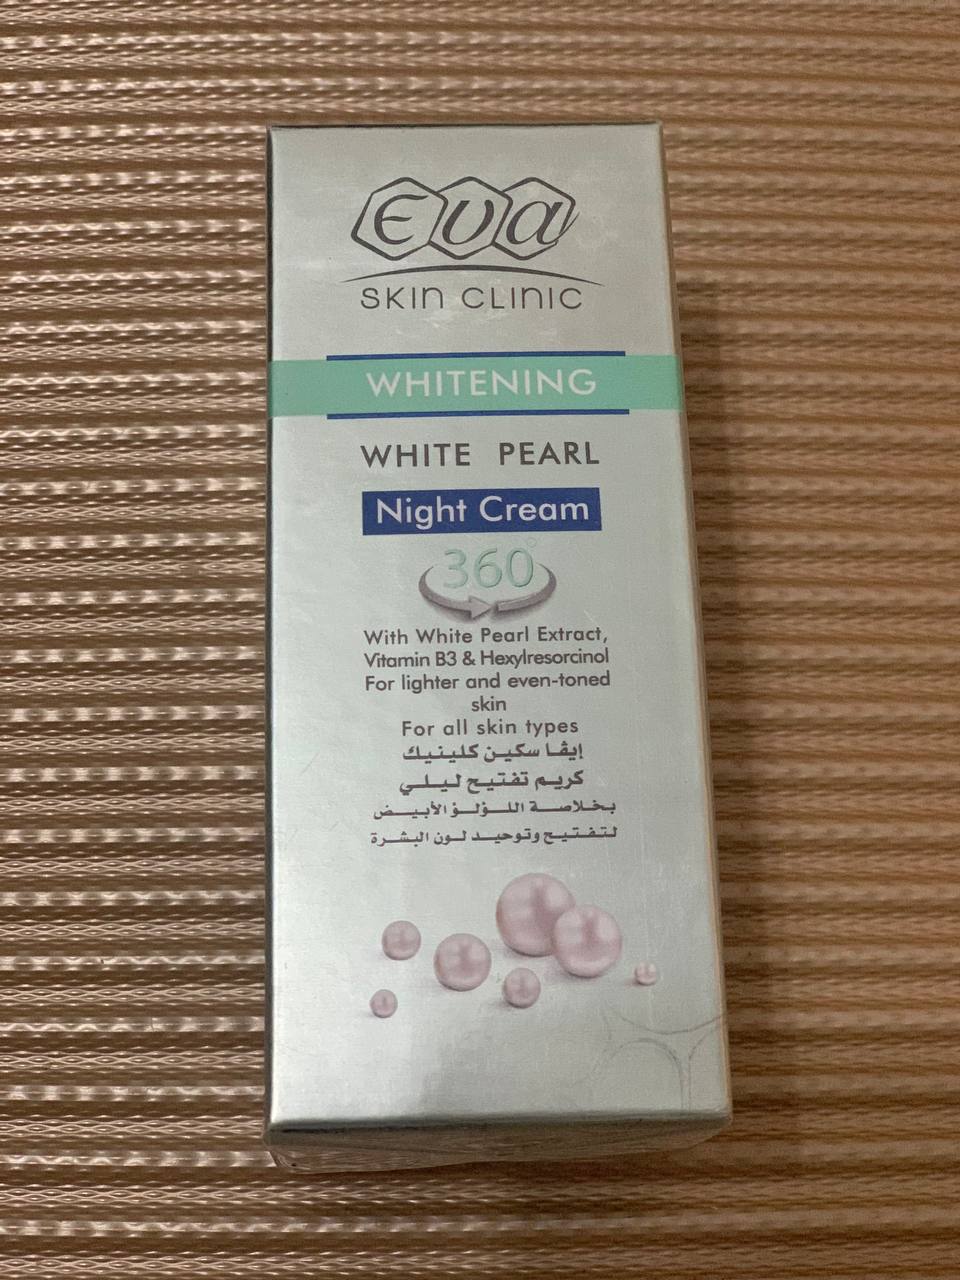 Eva
SKIN CLINIC
WHITENING
WHITE PEARL
Night Cream
360°
With White Pearl Extract,
Vitamin B3 & Hexylresorcinol
For lighter and even-toned
skin
For all skin types
إيڤا سكين كلينيك
كريم تفتيح ليلي
بخلاصة اللؤلؤ الأبيض
لتفتيح وتوحيد لون البشرة